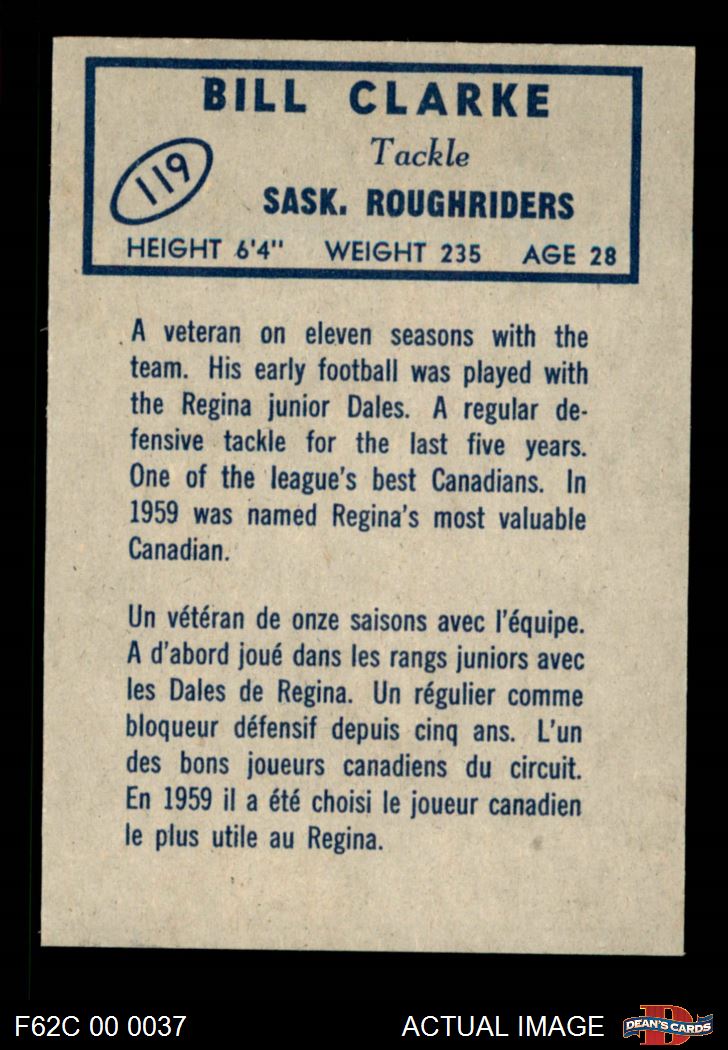 BILL CLARKE
Tackle
119
SASK. ROUGHRIDERS
HEIGHT 6'4" WEIGHT 235 AGE 28
A veteran on eleven seasons with the
team. His early football was played with
the Regina junior Dales. A regular de-
fensive tackle for the last five years.
One of the league's best Canadians. In
1959 was named Regina's most valuable
Canadian.
Un vétéran de onze saisons avec l'équipe.
A d'abord joué dans les rangs juniors avec
les Dales de Regina. Un régulier comme
bloqueur défensif depuis cinq ans. L'un
des bons joueurs canadiens du circuit.
En 1959 il a été choisi le joueur canadien
le plus utile au Regina.
F62C 00 0037
ACTUAL IMAGE
D
DEAN'S CARDS